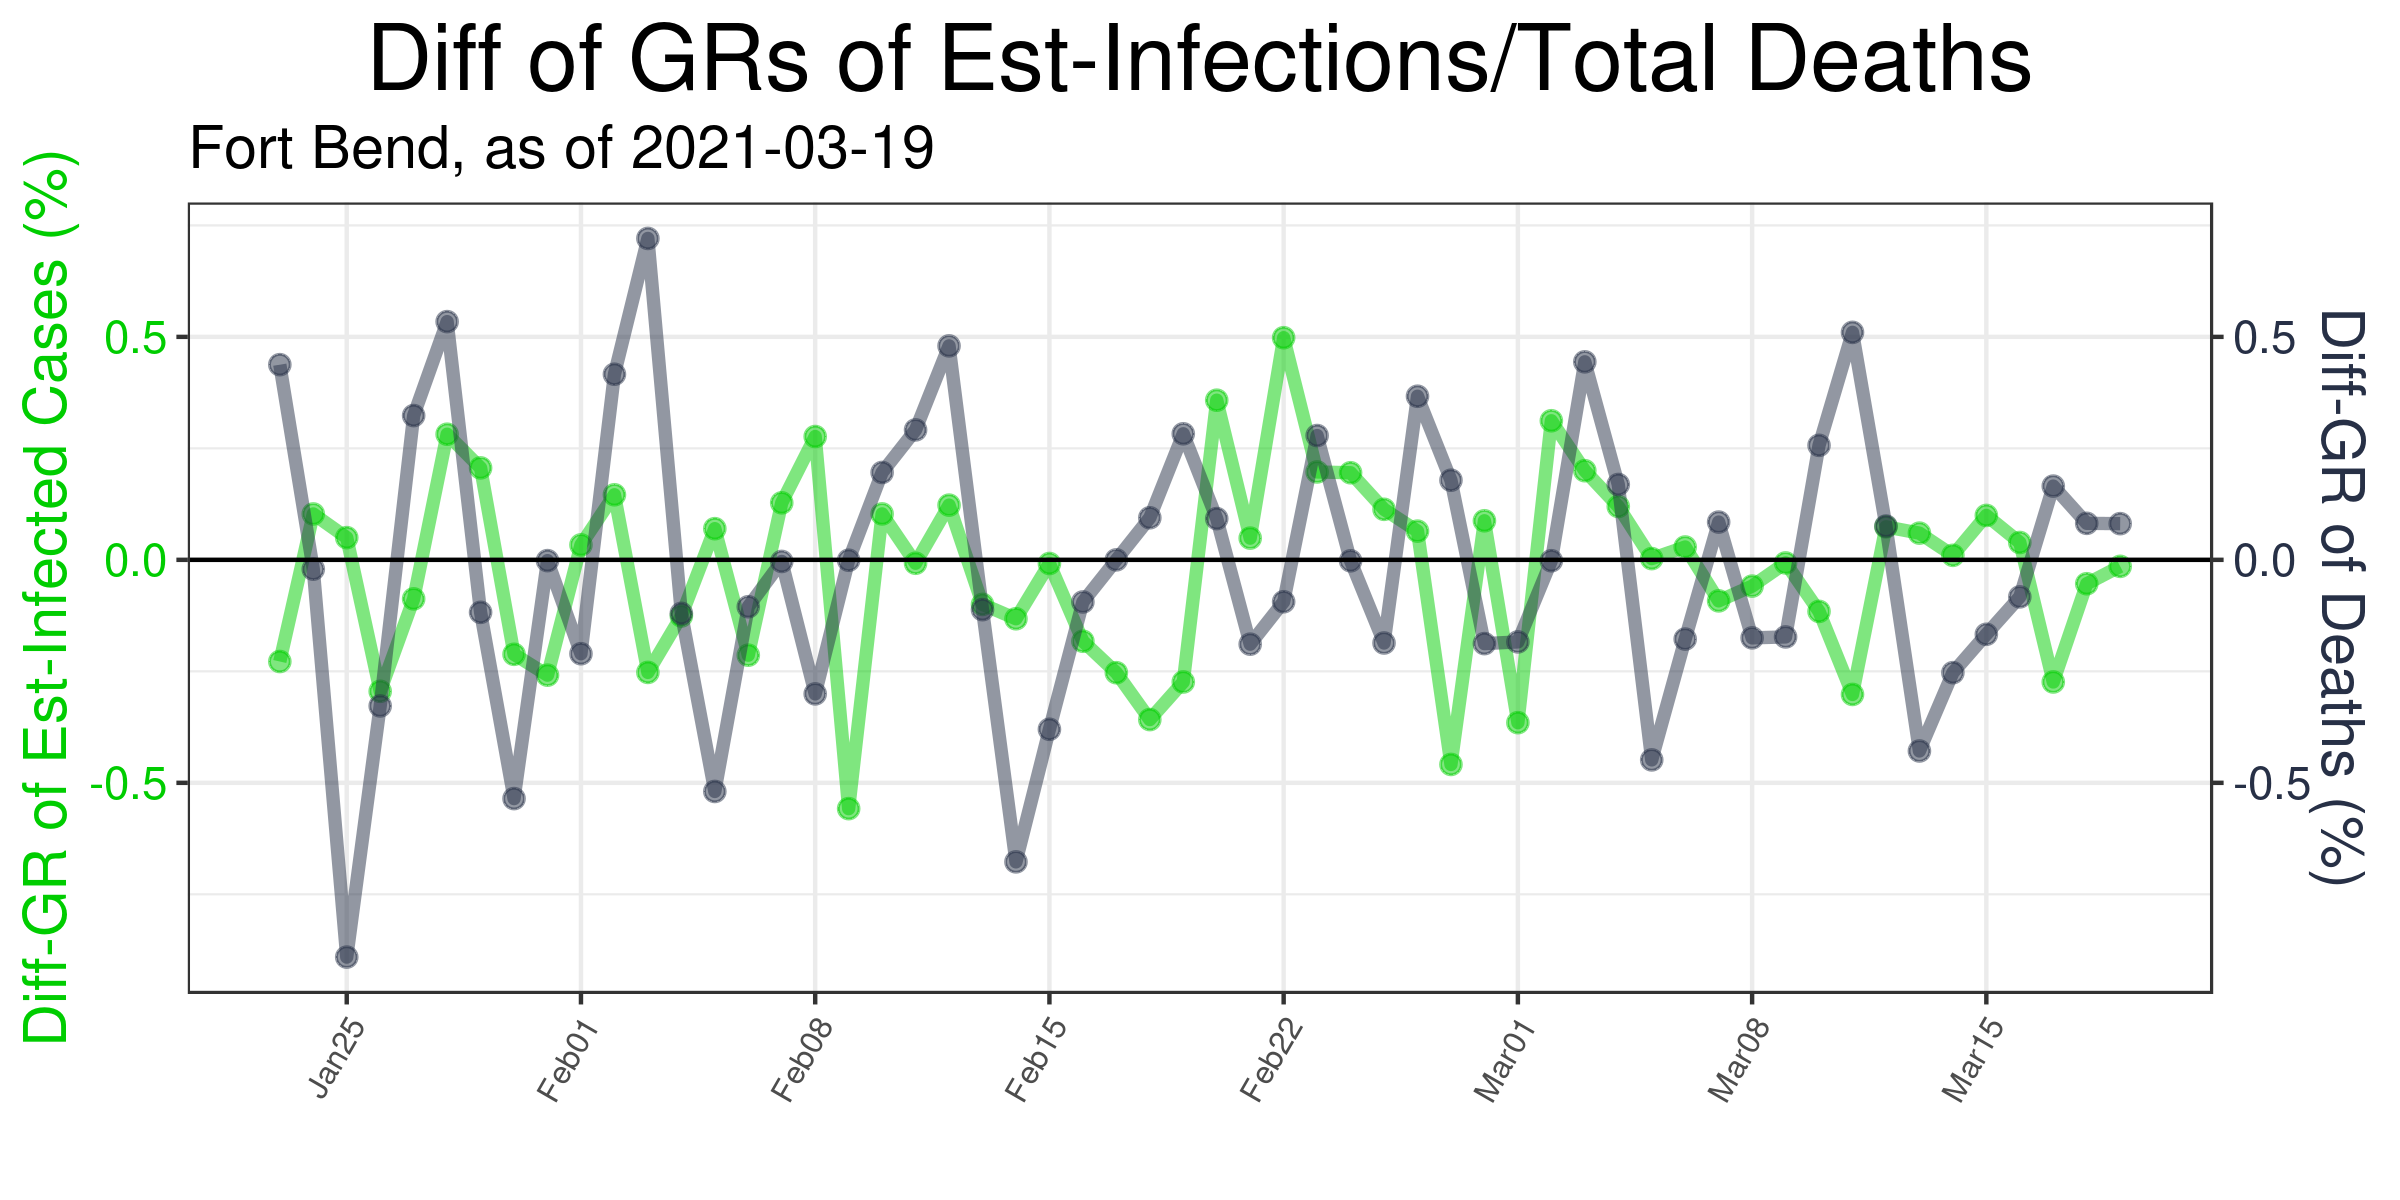 Diff of GRs of Est-Infections/Total Deaths
Fort Bend, as of 2021-03-19
Diff-GR of Est-Infected Cases (%)
0.5
0.0
-0.5
0.5
0.0
-0.5
Diff-GR of Deaths (%)
Jan25
Feb01
Feb08
Feb15
Feb22
Mar01
Mar08
Mar15